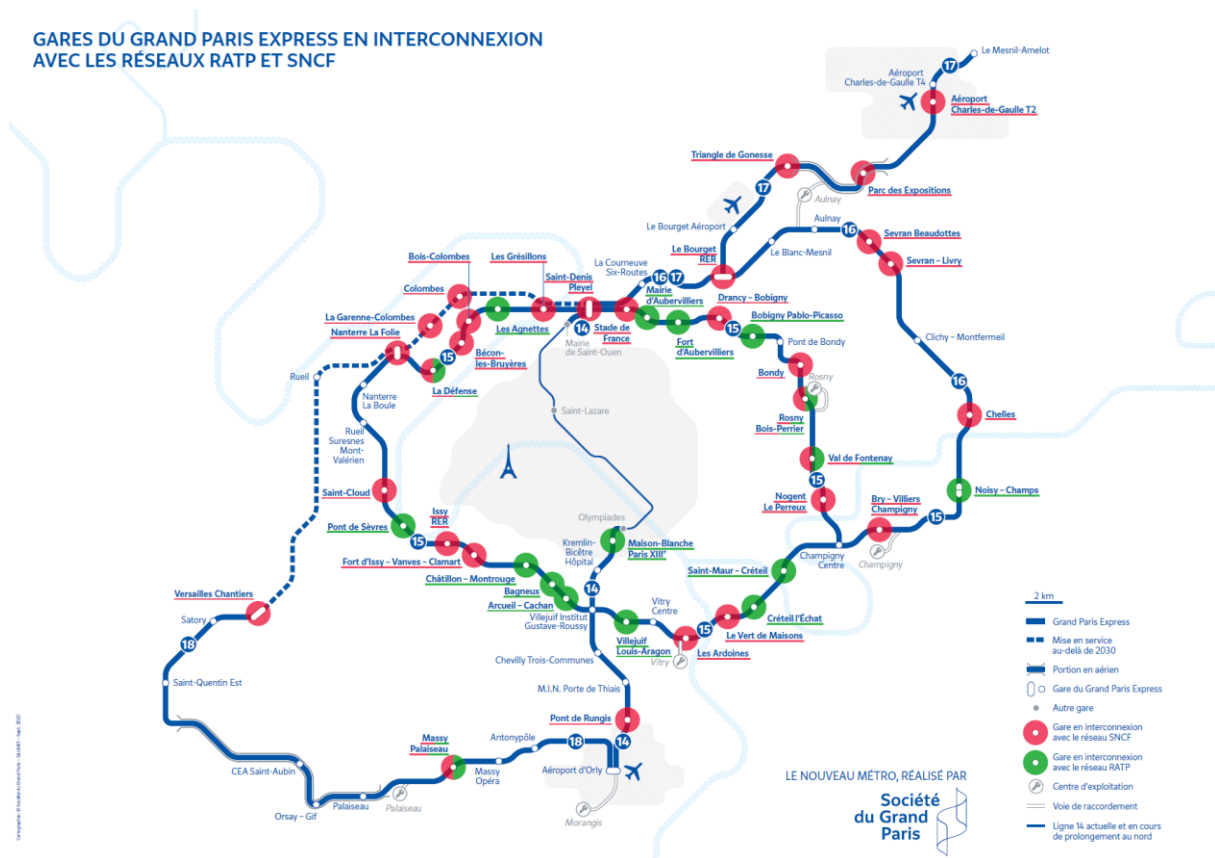 GARES DU GRAND PARIS EXPRESS EN INTERCONNEXION
AVEC LES RÉSEAUX RATP ET SNCF
Le Mesnil-Amelot
17
Aéroport
Charles-de-Gaulle T4
Aéroport
Charles-de-Gaulle T2
Triangle de Gonesse
17
Parc des Expositions
Aulnay
Le Bourget Aéroport
Aulnay
16
Sevran Beaudottes
Le Blanc-Mesnil
Sevran – Livry
Le Bourget
RER
La Courneuve
Six-Routes
16
17
Bois-Colombes
Les Grésillons
Saint-Denis
Pleyel
Colombes
Mairie
d'Aubervilliers
Drancy – Bobigny
La Garenne-Colombes
Les Agnettes
14
Stade de
France
Fort
d'Aubervilliers
15
Bobigny Pablo-Picasso
Nanterre La Folie
Mairie
de Saint-Ouen
Pont de Bondy
Clichy – Montfermeil
15
Bécon-
les-Bruyères
La Défense
Rueil
Bondy
Rosny
16
Nanterre
La Boule
Saint-Lazare
Rosny
Bois-Perrier
Chelles
Rueil
Suresnes
Mont-
Valérien
Val de Fontenay
15
Saint-Cloud
Nogent
Le Perreux
Bry – Villiers
Champigny
Noisy – Champs
Pont de Sèvres
Issy
RER
15
Olympiades
15
Kremlin-
Bicêtre
Hôpital
Maison-Blanche
Paris XIIIᵉ
Champigny
Centre
Champigny
Fort d'Issy – Vanves – Clamart
Châtillon – Montrouge
Saint-Maur – Créteil
Bagneux
14
Versailles Chantiers
Arcueil – Cachan
Vitry
Centre
Créteil l'Échat
Satory
Villejuif Institut
Gustave-Roussy
Villejuif
Louis-Aragon
15
Le Vert de Maisons
18
Les Ardoines
Vitry
Chevilly Trois-Communes
Saint-Quentin Est
M.I.N. Porte de Thiais
Pont de Rungis
Massy
Palaiseau
Antonypôle
18
14
CEA Saint-Aubin
Massy
Opéra
Aéroport d'Orly
Palaiseau
Palaiseau
Orsay – Gif
Morangis
2 km
Grand Paris Express
Mise en service
au-delà de 2030
Portion en aérien
Gare du Grand Paris Express
Autre gare
Gare en interconnexion
avec le réseau SNCF
Gare en interconnexion
avec le réseau RATP
Centre d'exploitation
Voie de raccordement
Ligne 14 actuelle et en cours
de prolongement au nord
LE NOUVEAU MÉTRO, RÉALISÉ PAR
Société
du Grand
Paris